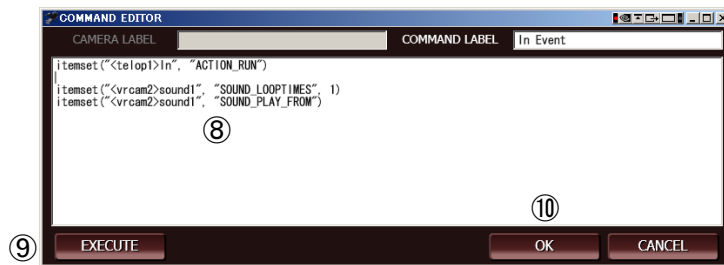 COMMAND EDITOR
CAMERA LABEL COMMAND LABEL In Event
itemset("<telop1>In", "ACTION_RUN")
itemset("<vrcam2>sound1", "SOUND_LOOPTIMES", 1)
itemset("<vrcam2>sound1", "SOUND_PLAY_FROM")
⑧
⑩
⑨ EXECUTE OK CANCEL